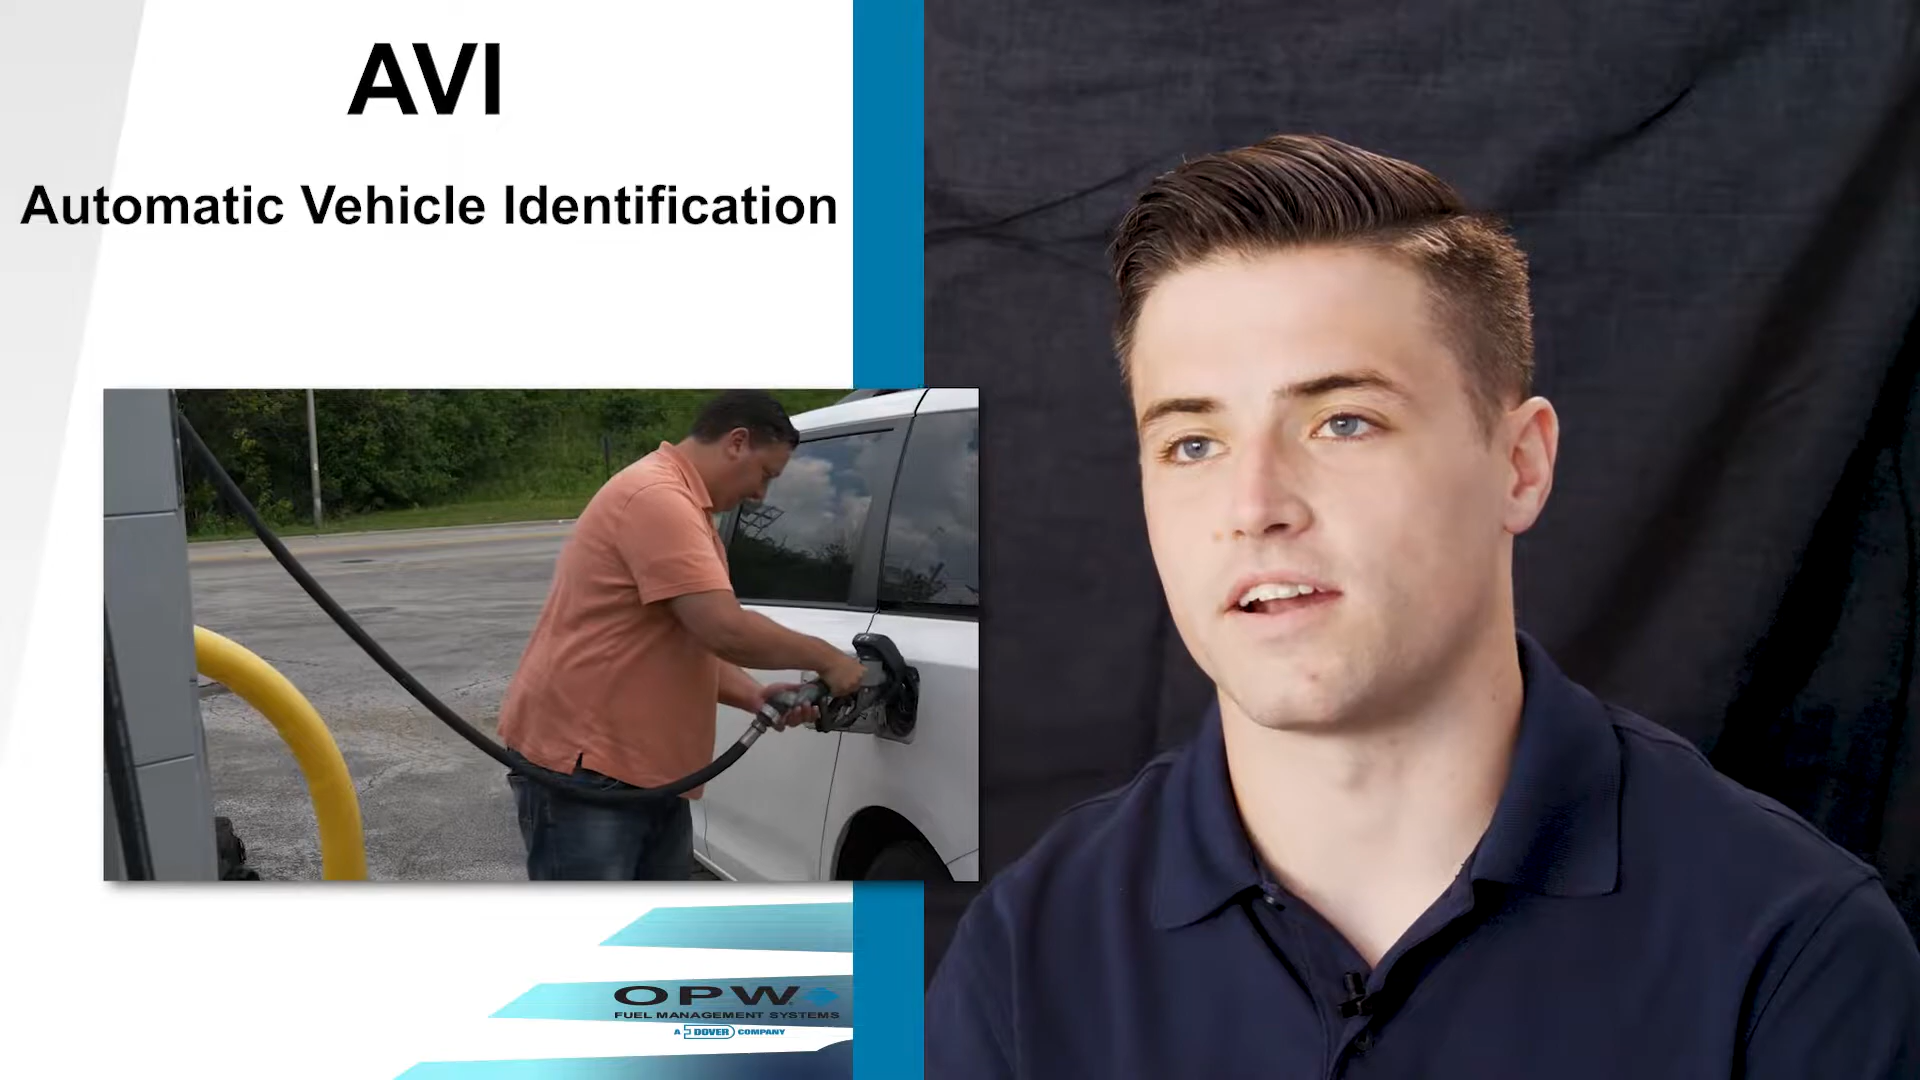 AVI
Automatic Vehicle Identification
OPW
FUEL MANAGEMENT SYSTEMS
A DOVER COMPANY